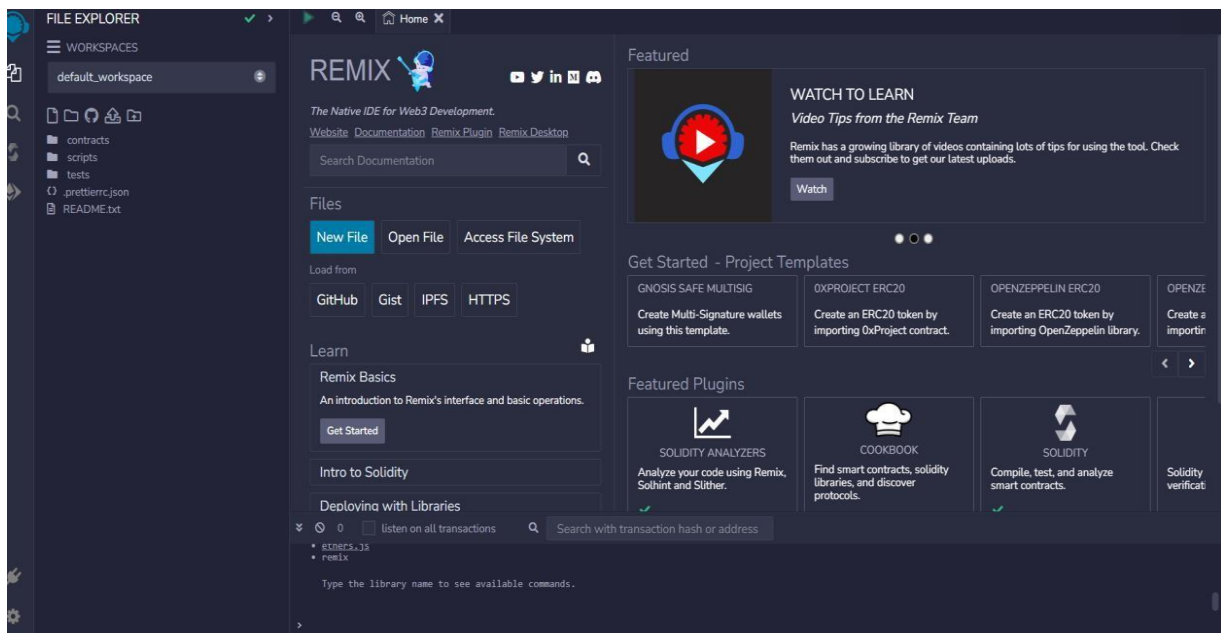 FILE EXPLORER
WORKSPACES
default_workspace
contracts
scripts
tests
.prettierrc.json
README.txt
Home
REMIX
The Native IDE for Web3 Development.
Website Documentation Remix Plugin Remix Desktop
Search Documentation
Files
New File Open File Access File System
Load from
GitHub Gist IPFS HTTPS
Learn
Remix Basics
An introduction to Remix's interface and basic operations.
Get Started
Intro to Solidity
Deploying with Libraries
Featured
WATCH TO LEARN
Video Tips from the Remix Team
Remix has a growing library of videos containing lots of tips for using the tool. Check
them out and subscribe to get our latest uploads.
Watch
Get Started - Project Templates
GNOSIS SAFE MULTISIG
Create Multi-Signature wallets
using this template.
0XPROJECT ERC20
Create an ERC20 token by
importing 0xProject contract.
OPENZEPPELIN ERC20
Create an ERC20 token by
importing OpenZeppelin library.
OPENZE
Create a
importin
Featured Plugins
SOLIDITY ANALYZERS
Analyze your code using Remix,
Solhint and Slither.
COOKBOOK
Find smart contracts, solidity
libraries, and discover
protocols.
SOLIDITY
Compile, test, and analyze
smart contracts.
Solidity
verificati
0 listen on all transactions Search with transaction hash or address
ethers.js
remix
Type the library name to see available commands.
>